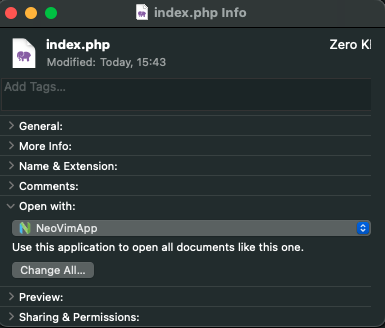 index.php Info
index.php
Zero
Modified: Today, 15:43
Add Tags...
General:
More Info:
Name & Extension:
Comments:
Open with:
NeoVimApp
Use this application to open all documents like this one.
Change All...
Preview:
Sharing & Permissions: